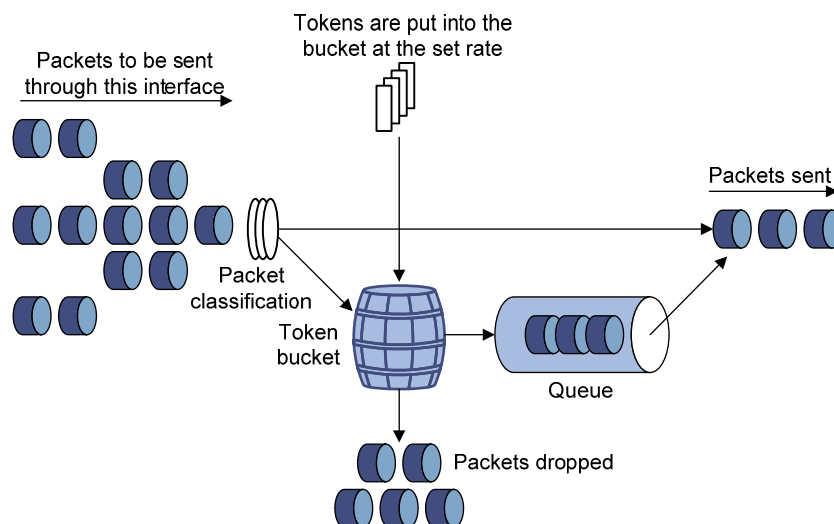 Tokens are put into the
bucket at the set rate
Packets to be sent
through this interface
Packets sent
Packet
classification
Token
bucket
Queue
Packets dropped